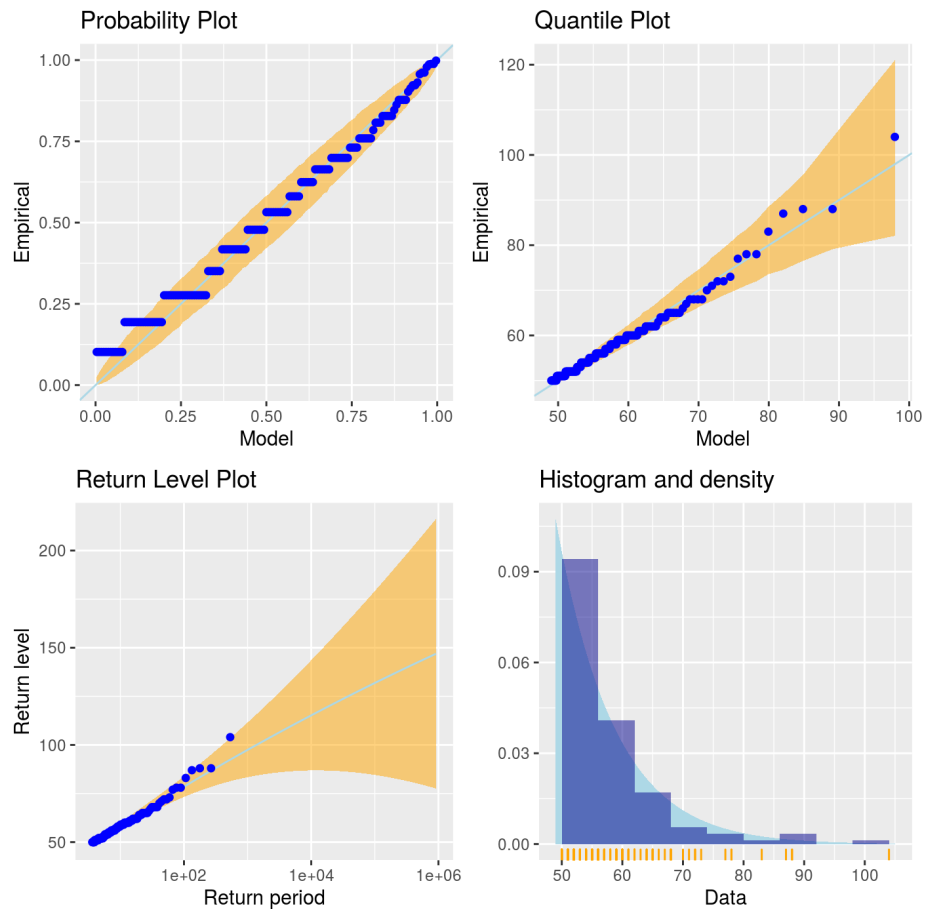 Probability Plot
1.00
0.75
0.50
0.25
0.00
Empirical
0.00 0.25 0.50 0.75 1.00
Model
Quantile Plot
120
100
80
60
Empirical
50 60 70 80 90 100
Model
Return Level Plot
200
150
100
50
Return level
1e+02 1e+04 1e+06
Return period
Histogram and density
0.09
0.06
0.03
0.00
50 60 70 80 90 100
Data